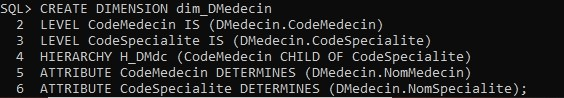 SQL> CREATE DIMENSION dim_DMedecin
2 LEVEL CodeMedecin IS (DMedecin.CodeMedecin)
3 LEVEL CodeSpecialite IS (DMedecin.CodeSpecialite)
4 HIERARCHY H_DMdc (CodeMedecin CHILD OF CodeSpecialite)
5 ATTRIBUTE CodeMedecin DETERMINES (DMedecin.NomMedecin)
6 ATTRIBUTE CodeSpecialite DETERMINES (DMedecin.NomSpecialite);